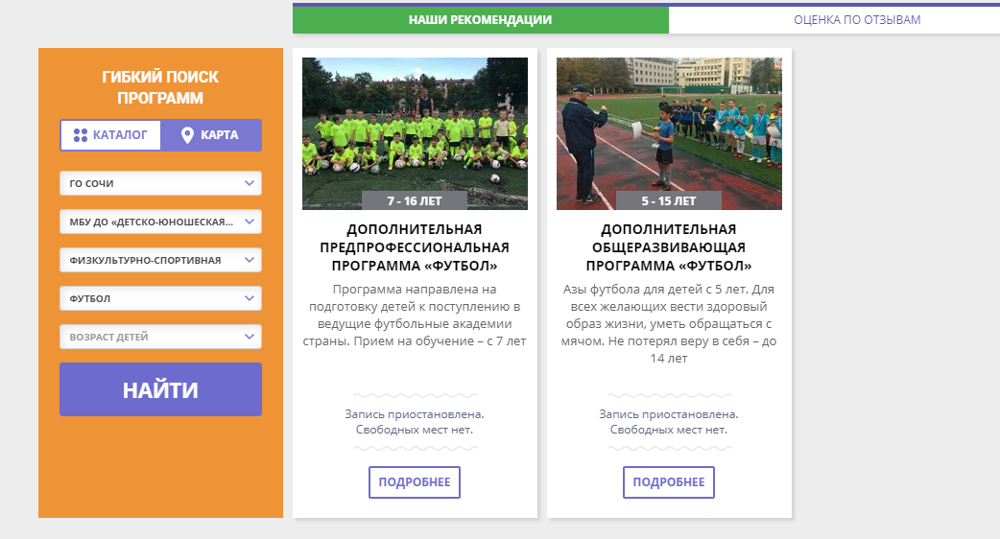 НАШИ РЕКОМЕНДАЦИИ
ОЦЕНКА ПО ОТЗЫВАМ
ГИБКИЙ ПОИСК
ПРОГРАММ
КАТАЛОГ
КАРТА
ГО СОЧИ
МБУ ДО «ДЕТСКО-ЮНОШЕСКАЯ...
ФИЗКУЛЬТУРНО-СПОРТИВНАЯ
ФУТБОЛ
ВОЗРАСТ ДЕТЕЙ
НАЙТИ
7 - 16 ЛЕТ
ДОПОЛНИТЕЛЬНАЯ
ПРЕДПРОФЕССИОНАЛЬНАЯ
ПРОГРАММА «ФУТБОЛ»
Программа направлена на
подготовку детей к поступлению в
ведущие футбольные академии
страны. Прием на обучение – с 7 лет
Запись приостановлена.
Свободных мест нет.
ПОДРОБНЕЕ
5 - 15 ЛЕТ
ДОПОЛНИТЕЛЬНАЯ
ОБЩЕРАЗВИВАЮЩАЯ
ПРОГРАММА «ФУТБОЛ»
Азы футбола для детей с 5 лет. Для
всех желающих вести здоровый
образ жизни, уметь обращаться с
мячом. Не потерял веру в себя – до
14 лет
Запись приостановлена.
Свободных мест нет.
ПОДРОБНЕЕ